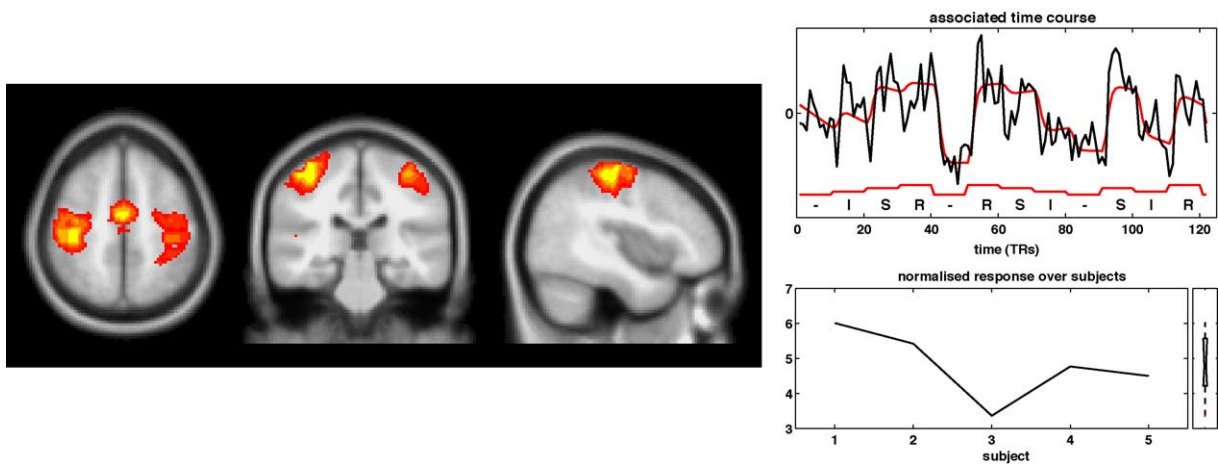 associated time course
0
- I S R - R S I - S I R
0 20 40 60 80 100 120
time (TRs)
normalised response over subjects
7
6
5
4
3
1 2 3 4 5
subject